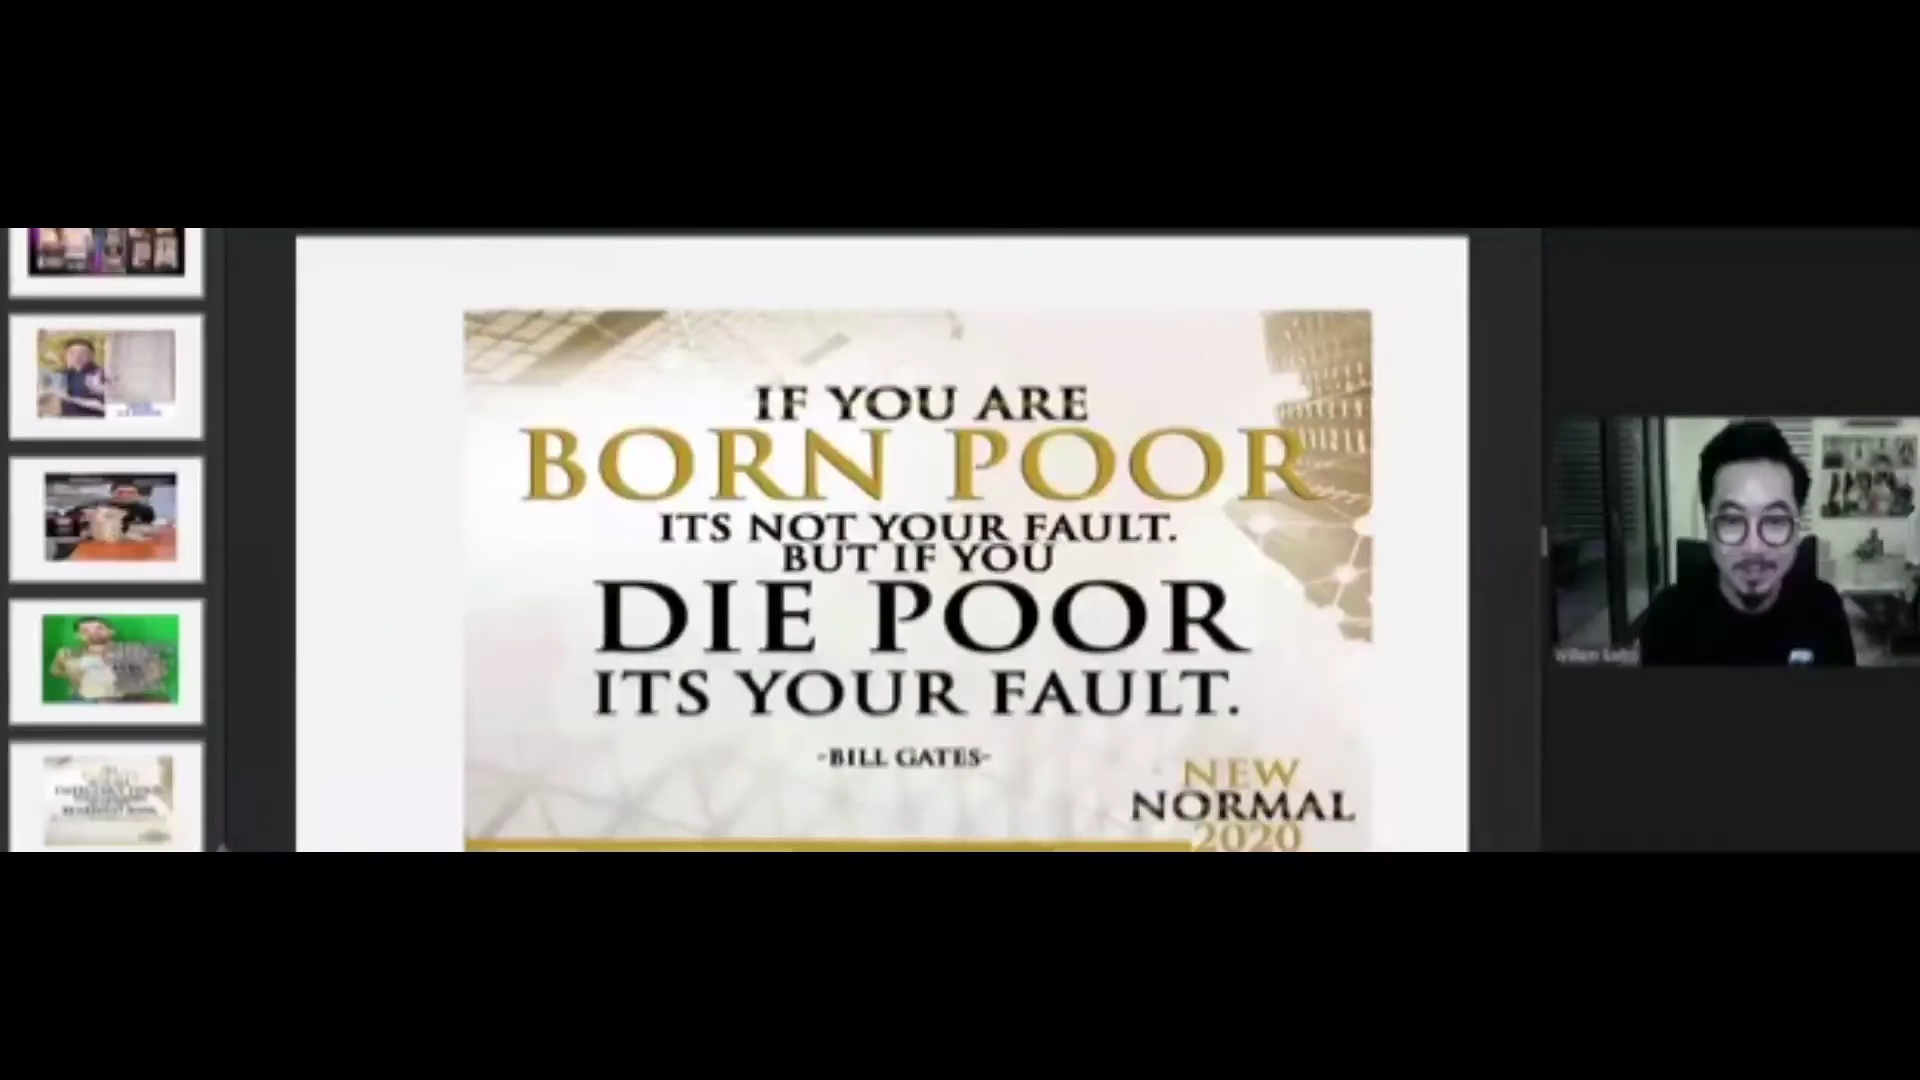 IF YOU ARE
BORN POOR
ITS NOT YOUR FAULT.
BUT IF YOU
DIE POOR
ITS YOUR FAULT.
-BILL GATES-
NEW
NORMAL
2020